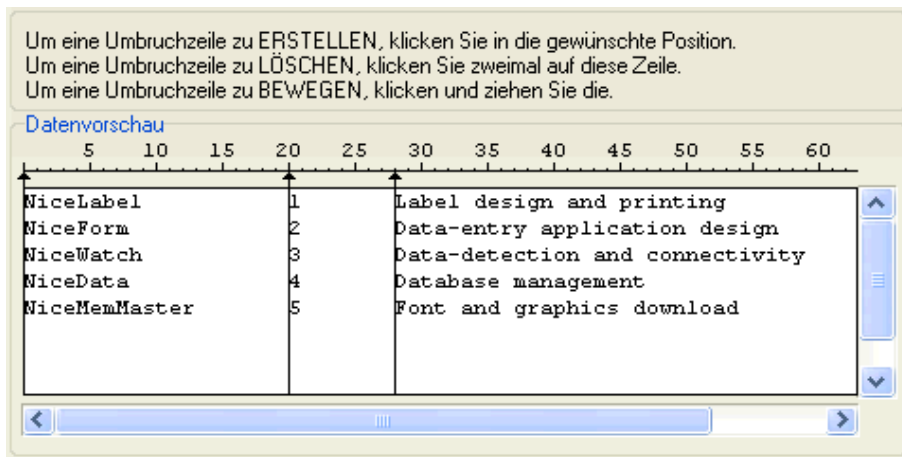 Um eine Umbruchzeile zu ERSTELLEN, klicken Sie in die gewünschte Position.
Um eine Umbruchzeile zu LÖSCHEN, klicken Sie zweimal auf diese Zeile.
Um eine Umbruchzeile zu BEWEGEN, klicken und ziehen Sie die.
Datenvorschau
5 10 15 20 25 30 35 40 45 50 55 60
NiceLabel 1 Label design and printing
NiceForm 2 Data-entry application design
NiceWatch 3 Data-detection and connectivity
NiceData 4 Database management
NiceMemMaster 5 Font and graphics download